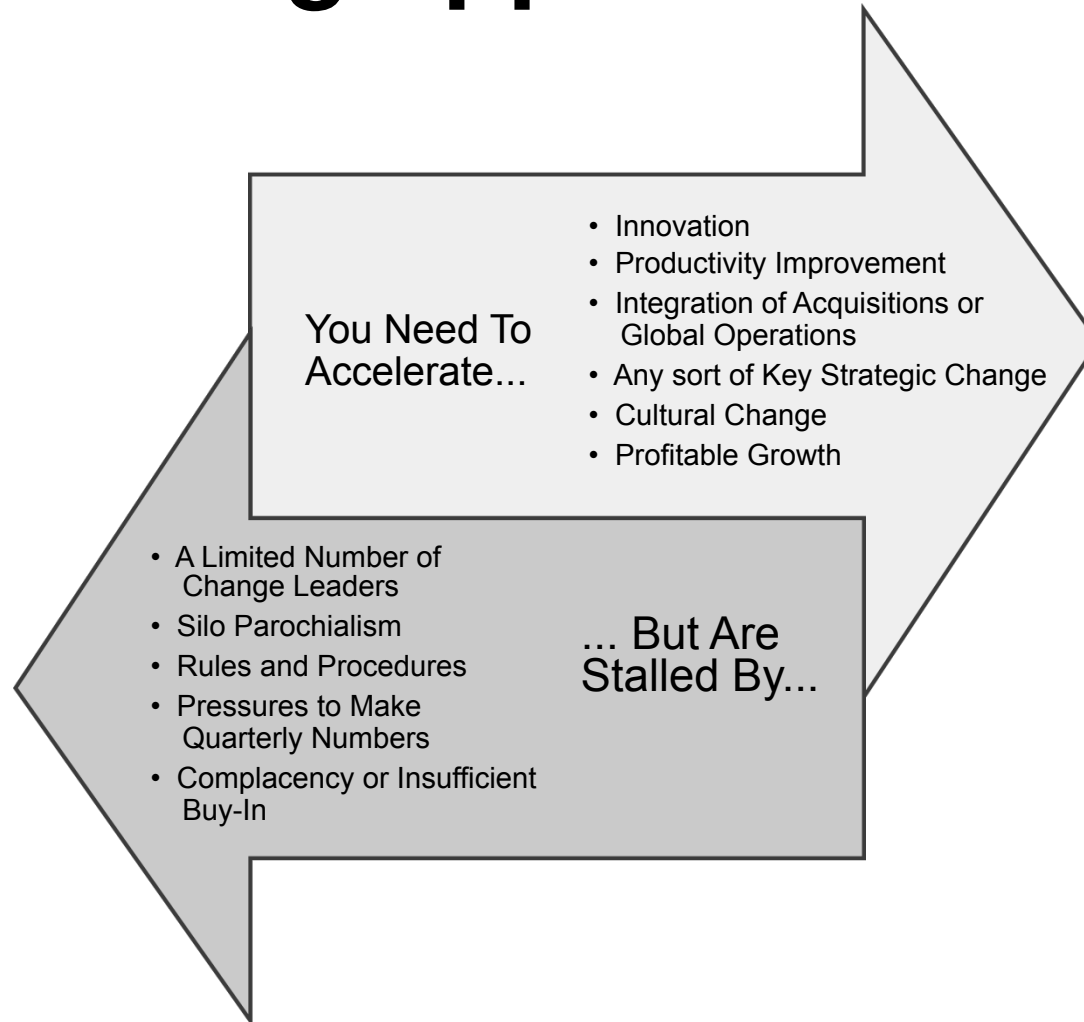 You Need To
Accelerate...
• Innovation
• Productivity Improvement
• Integration of Acquisitions or
Global Operations
• Any sort of Key Strategic Change
• Cultural Change
• Profitable Growth
• A Limited Number of
Change Leaders
• Silo Parochialism
• Rules and Procedures
• Pressures to Make
Quarterly Numbers
• Complacency or Insufficient
Buy-In
... But Are
Stalled By...